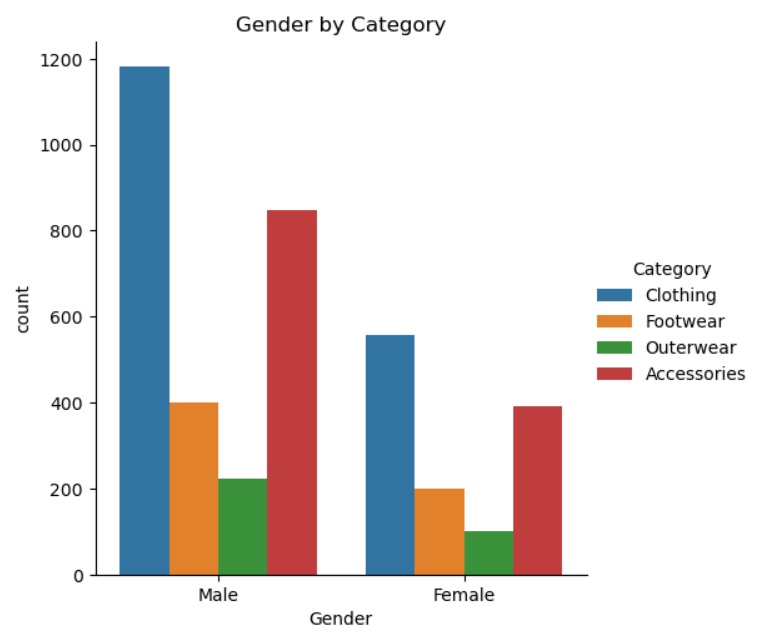 Gender by Category
1200
1000
800
600
400
200
0
count
Male
Female
Gender
Category
Clothing
Footwear
Outerwear
Accessories